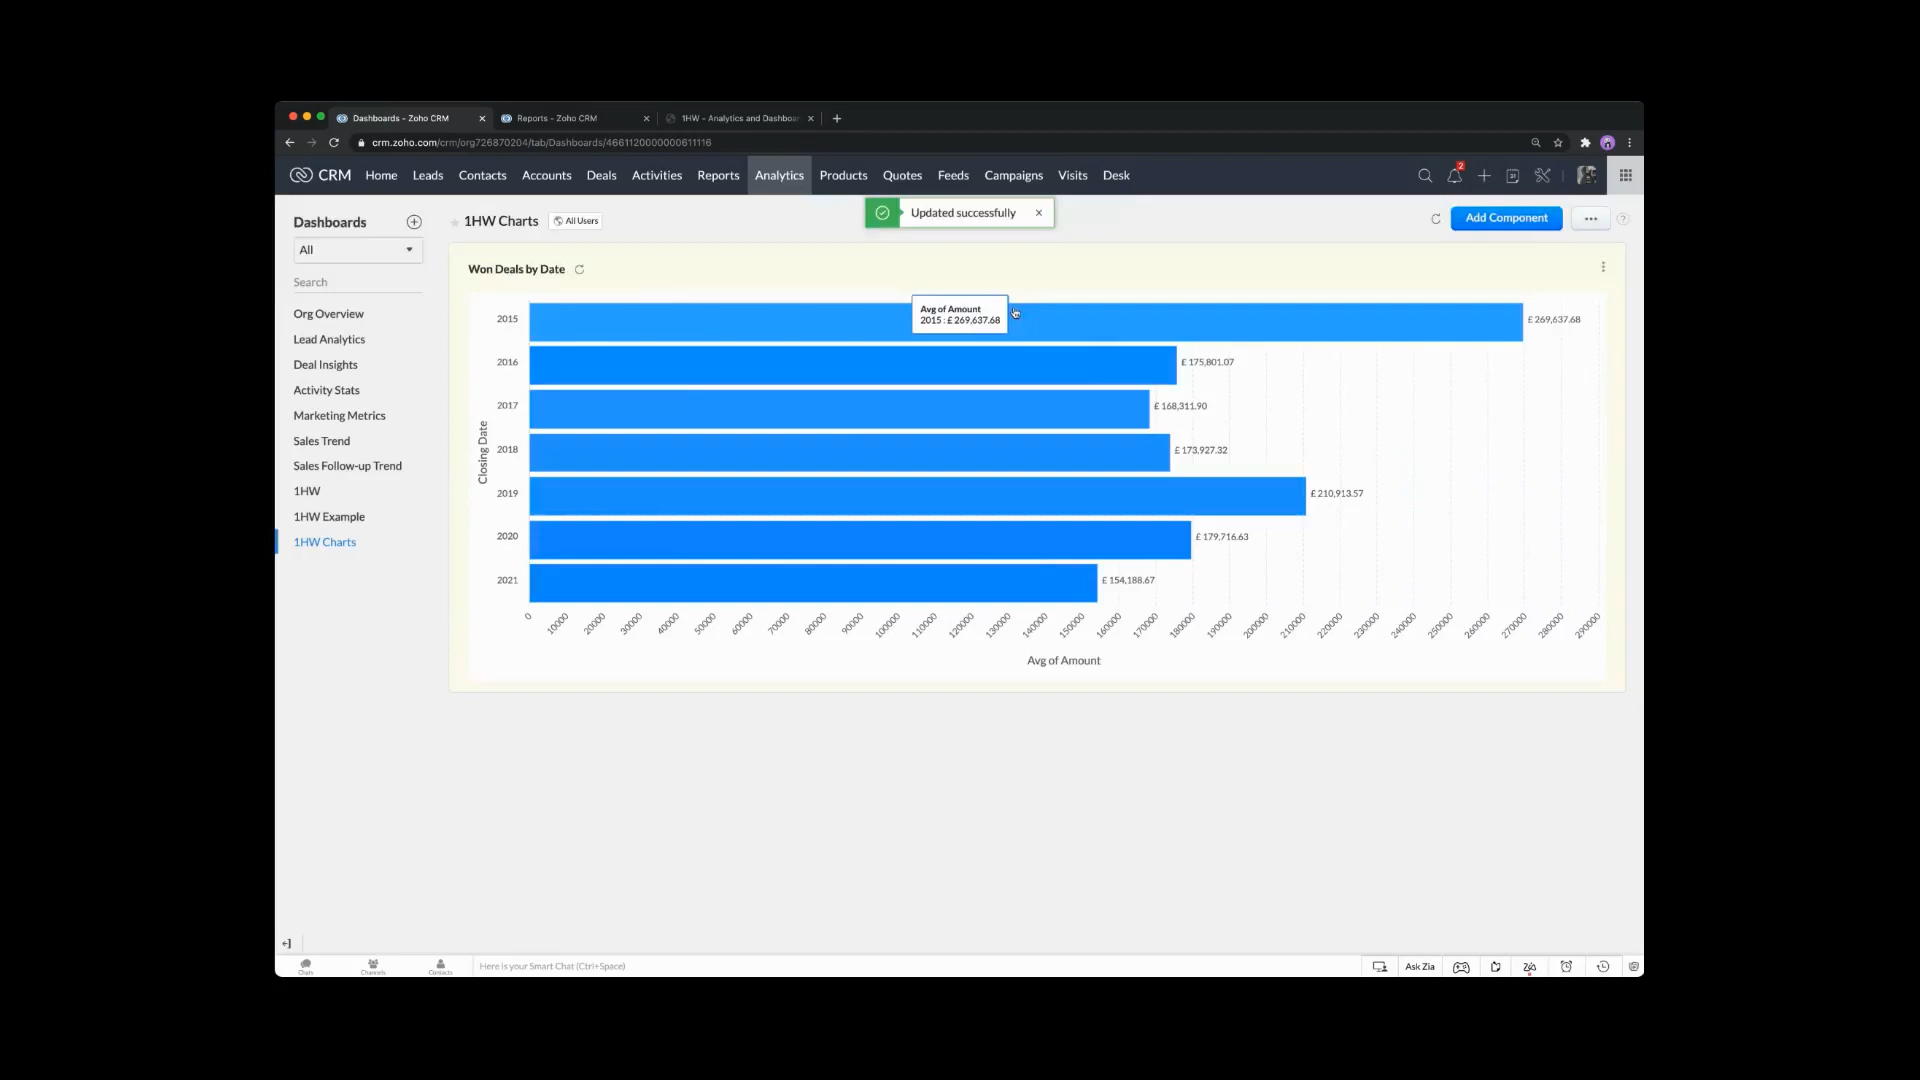 Dashboards - Zoho CRM
Reports - Zoho CRM
1HW - Analytics and Dashboar
crm.zoho.com/crm/org726870204/tab/Dashboards/4661120000000611116
CRM Home Leads Contacts Accounts Deals Activities Reports Analytics Products Quotes Feeds Campaigns Visits Desk
2
Updated successfully
Dashboards
All
Search
Org Overview
Lead Analytics
Deal Insights
Activity Stats
Marketing Metrics
Sales Trend
Sales Follow-up Trend
1HW
1HW Example
1HW Charts
1HW Charts
All Users
Add Component
Won Deals by Date
Avg of Amount
2015 : £ 269,637.68
Closing Date
2015 £ 269,637.68
2016 £ 175,801.07
2017 £ 168,311.90
2018 £ 173,927.32
2019 £ 210,913.57
2020 £ 179,716.63
2021 £ 154,188.67
0 10000 20000 30000 40000 50000 60000 70000 80000 90000 100000 110000 120000 130000 140000 150000 160000 170000 180000 190000 200000 210000 220000 230000 240000 250000 260000 270000 280000 290000
Avg of Amount
Chats
Channels
Contacts
Here is your Smart Chat (Ctrl+Space)
Ask Zia